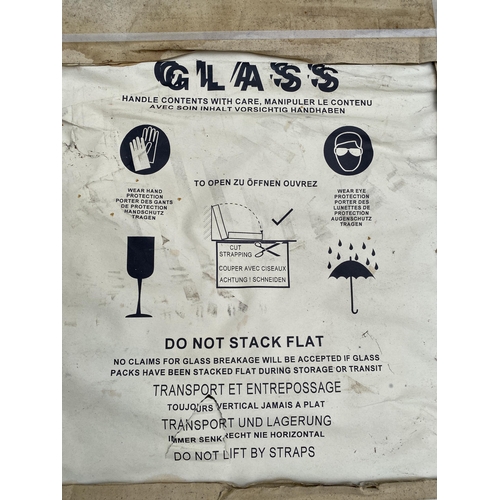 GLASS
HANDLE CONTENTS WITH CARE, MANIPULER LE CONTENU
AVEC SOIN INHALT VORSICHTIG HANDHABEN
WEAR HAND
PROTECTION
PORTER DES GANTS
DE PROTECTION
HANDSCHUTZ
TRAGEN
TO OPEN ZU ÖFFNEN OUVREZ
WEAR EYE
PROTECTION
PORTER DES
LUNETTES DE
PROTECTION
AUGENSCHUTZ
TRAGEN
CUT
STRAPPING
COUPER AVEC CISEAUX
ACHTUNG ! SCHNEIDEN
DO NOT STACK FLAT
NO CLAIMS FOR GLASS BREAKAGE WILL BE ACCEPTED IF GLASS
PACKS HAVE BEEN STACKED FLAT DURING STORAGE OR TRANSIT
TRANSPORT ET ENTREPOSSAGE
TOUJOURS VERTICAL JAMAIS A PLAT
TRANSPORT UND LAGERUNG
IMMER SENKRECHT NIE HORIZONTAL
DO NOT LIFT BY STRAPS